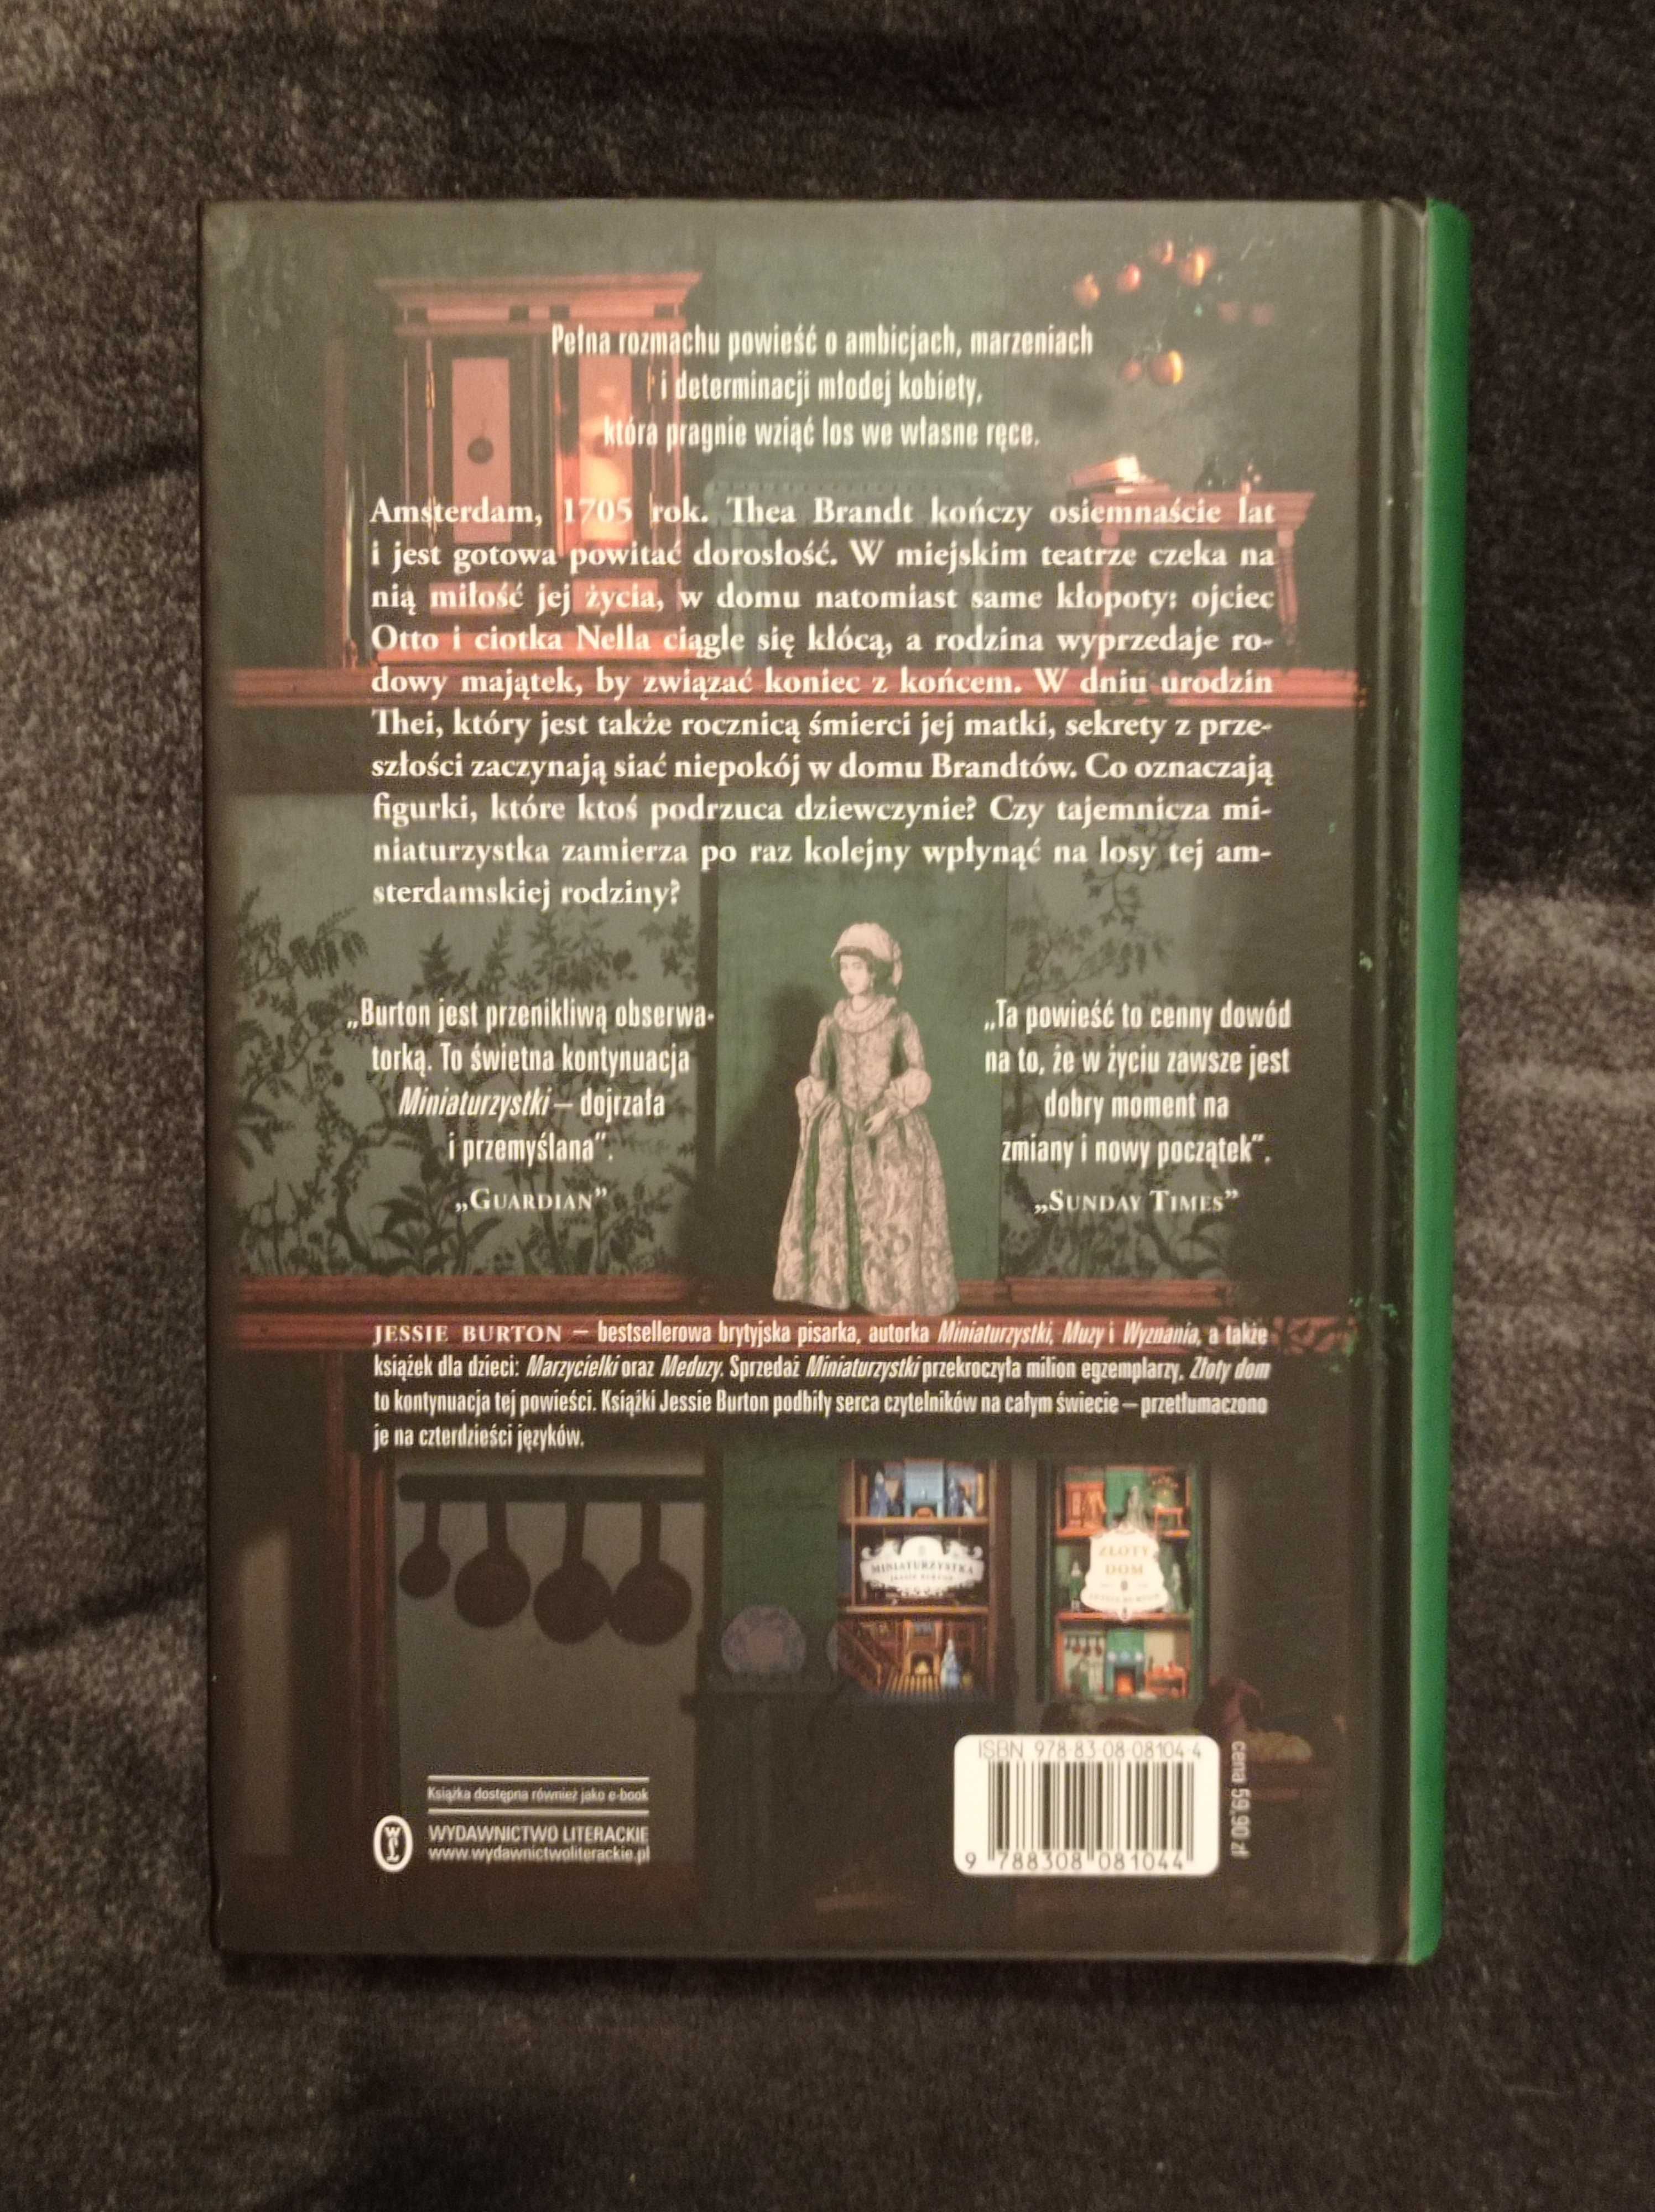 Pełna rozmachu powieść o ambicjach, marzeniach
i determinacji młodej kobiety,
która pragnie wziąć los we własne ręce.
Amsterdam, 1705 rok. Thea Brandt kończy osiemnaście lat
i jest gotowa powitać dorosłość. W miejskim teatrze czeka na
nią miłość jej życia, w domu natomiast same kłopoty: ojciec
Otto i ciotka Nella ciągle się kłócą, a rodzina wyprzedaje ro-
dowy majątek, by związać koniec z końcem. W dniu urodzin
Thei, który jest także rocznicą śmierci jej matki, sekrety z prze-
szłości zaczynają siać niepokój w domu Brandtów. Co oznaczają
figurki, które ktoś podrzuca dziewczynie? Czy tajemnicza mi-
niaturzystka zamierza po raz kolejny wpłynąć na losy tej am-
sterdamskiej rodziny?
„Burton jest przenikliwą obserwa-
torką. To świetna kontynuacja
Miniaturzystki – dojrzała
i przemyślana”.
„GUARDIAN”
„Ta powieść to cenny dowód
na to, że w życiu zawsze jest
dobry moment na
zmiany i nowy początek”.
„SUNDAY TIMES”
JESSIE BURTON – bestsellerowa brytyjska pisarka, autorka Miniaturzystki, Muzy i Wyznania, a także
książek dla dzieci: Marzycielki oraz Meduzy. Sprzedaż Miniaturzystki przekroczyła milion egzemplarzy. Złoty dom
to kontynuacja tej powieści. Książki Jessie Burton podbiły serca czytelników na całym świecie – przetłumaczono
je na czterdzieści języków.
MINIATURZYSTKA
JESSIE BURTON
ZŁOTY
DOM
JESSIE BURTON
Książka dostępna również jako e-book
WYDAWNICTWO LITERACKIE
www.wydawnictwoliterackie.pl
ISBN 978-83-08-08104-4
9 788308 081044
cena 59,90 zł